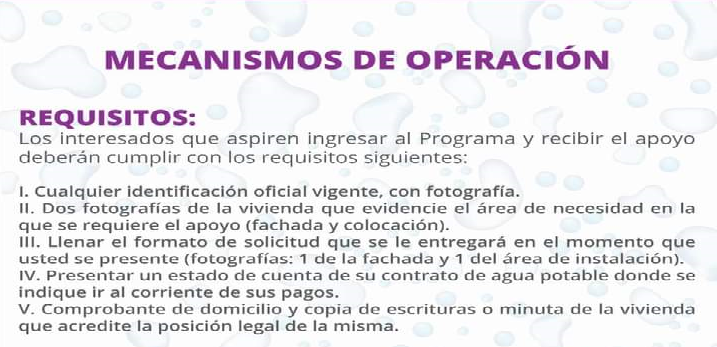 MECANISMOS DE OPERACIÓN
REQUISITOS:
Los interesados que aspiren ingresar al Programa y recibir el apoyo
deberán cumplir con los requisitos siguientes:
I. Cualquier identificación oficial vigente, con fotografía.
II. Dos fotografías de la vivienda que evidencie el área de necesidad en la
que se requiere el apoyo (fachada y colocación).
III. Llenar el formato de solicitud que se le entregará en el momento que
usted se presente (fotografías: 1 de la fachada y 1 del área de instalación).
IV. Presentar un estado de cuenta de su contrato de agua potable donde se
indique ir al corriente de sus pagos.
V. Comprobante de domicilio y copia de escrituras o minuta de la vivienda
que acredite la posición legal de la misma.